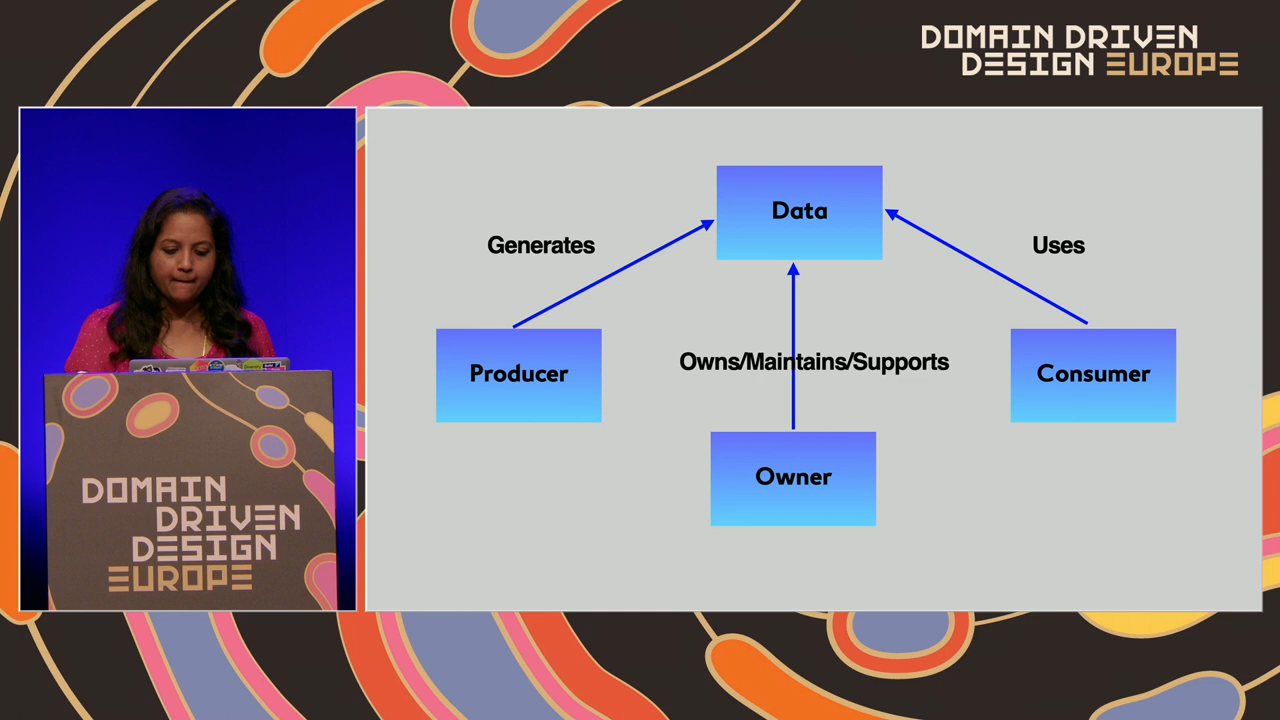 DOMAIN DRIVEN
DESIGN EUROPE
Data
Generates
Uses
Owns/Maintains/Supports
Producer
Consumer
Owner
DOMAIN
DRIVEN
DESIGN
EUROPE